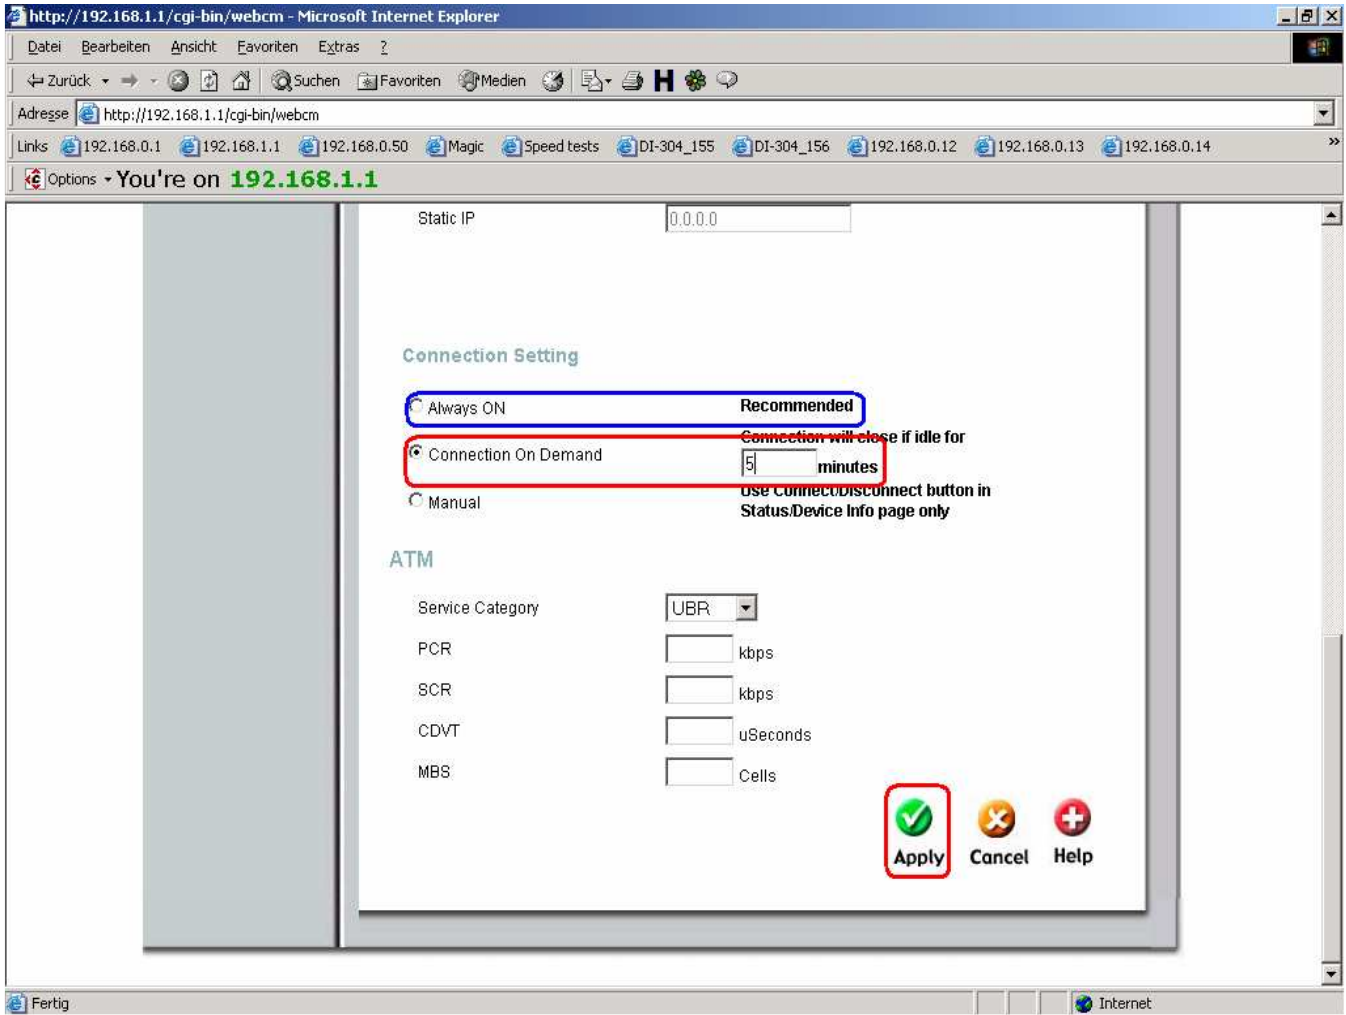 http://192.168.1.1/cgi-bin/webcm - Microsoft Internet Explorer
Datei Bearbeiten Ansicht Favoriten Extras ?
Zurück Suchen Favoriten Medien H
Adresse http://192.168.1.1/cgi-bin/webcm
Links 192.168.0.1 192.168.1.1 192.168.0.50 Magic Speed tests DI-304_155 DI-304_156 192.168.0.12 192.168.0.13 192.168.0.14 »
Options You're on 192.168.1.1
Static IP 0.0.0.0
Connection Setting
Always ON Recommended
Connection will close if idle for
Connection On Demand 5 minutes
Manual Use Connect/Disconnect button in
Status/Device Info page only
ATM
Service Category UBR
PCR kbps
SCR kbps
CDVT uSeconds
MBS Cells
Apply Cancel Help
Fertig Internet